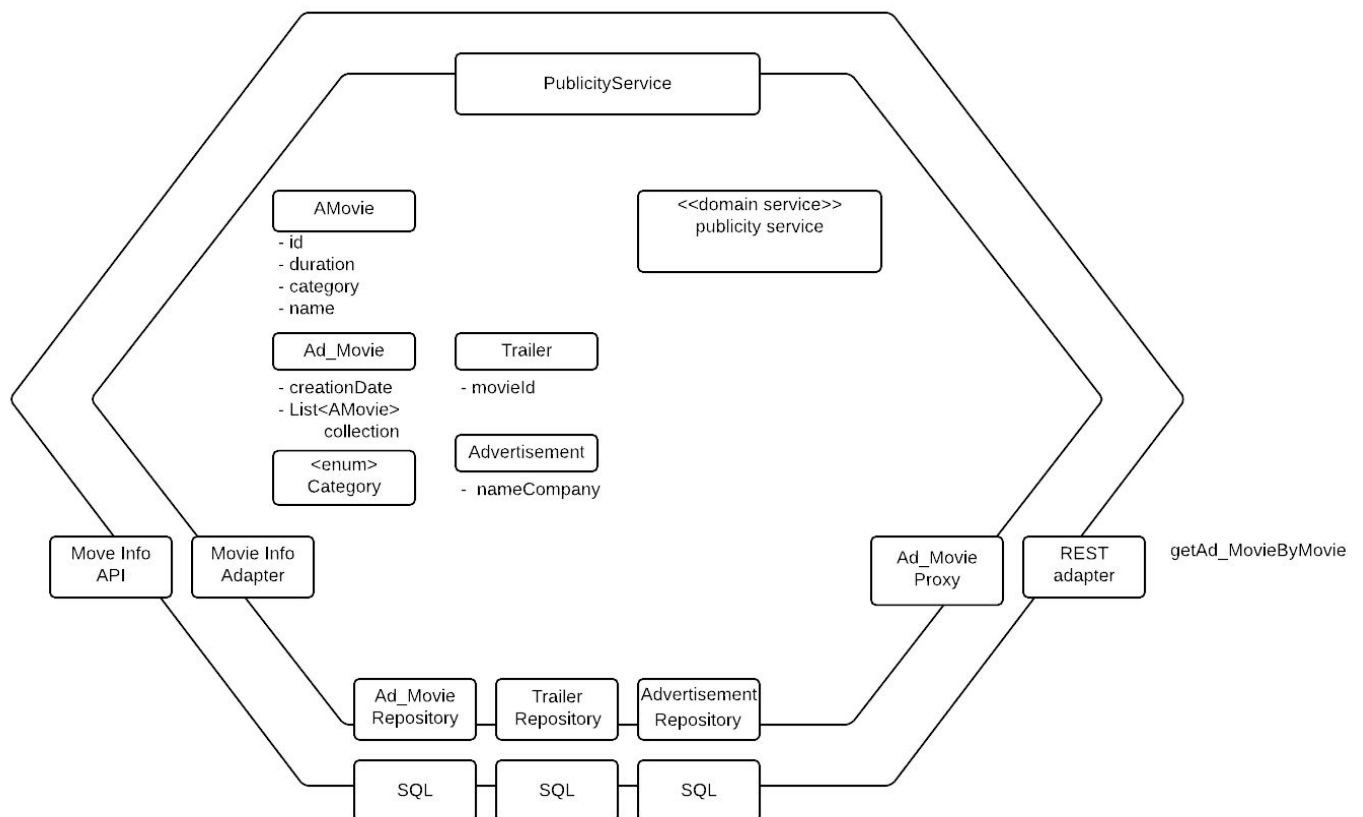 PublicityService
AMovie
- id
- duration
- category
- name
<<domain service>>
publicity service
Ad_Movie
- creationDate
- List<AMovie>
collection
Trailer
- movieId
<enum>
Category
Advertisement
- nameCompany
Move Info
API
Movie Info
Adapter
Ad_Movie
Proxy
REST
adapter
getAd_MovieByMovie
Ad_Movie
Repository
Trailer
Repository
Advertisement
Repository
SQL
SQL
SQL